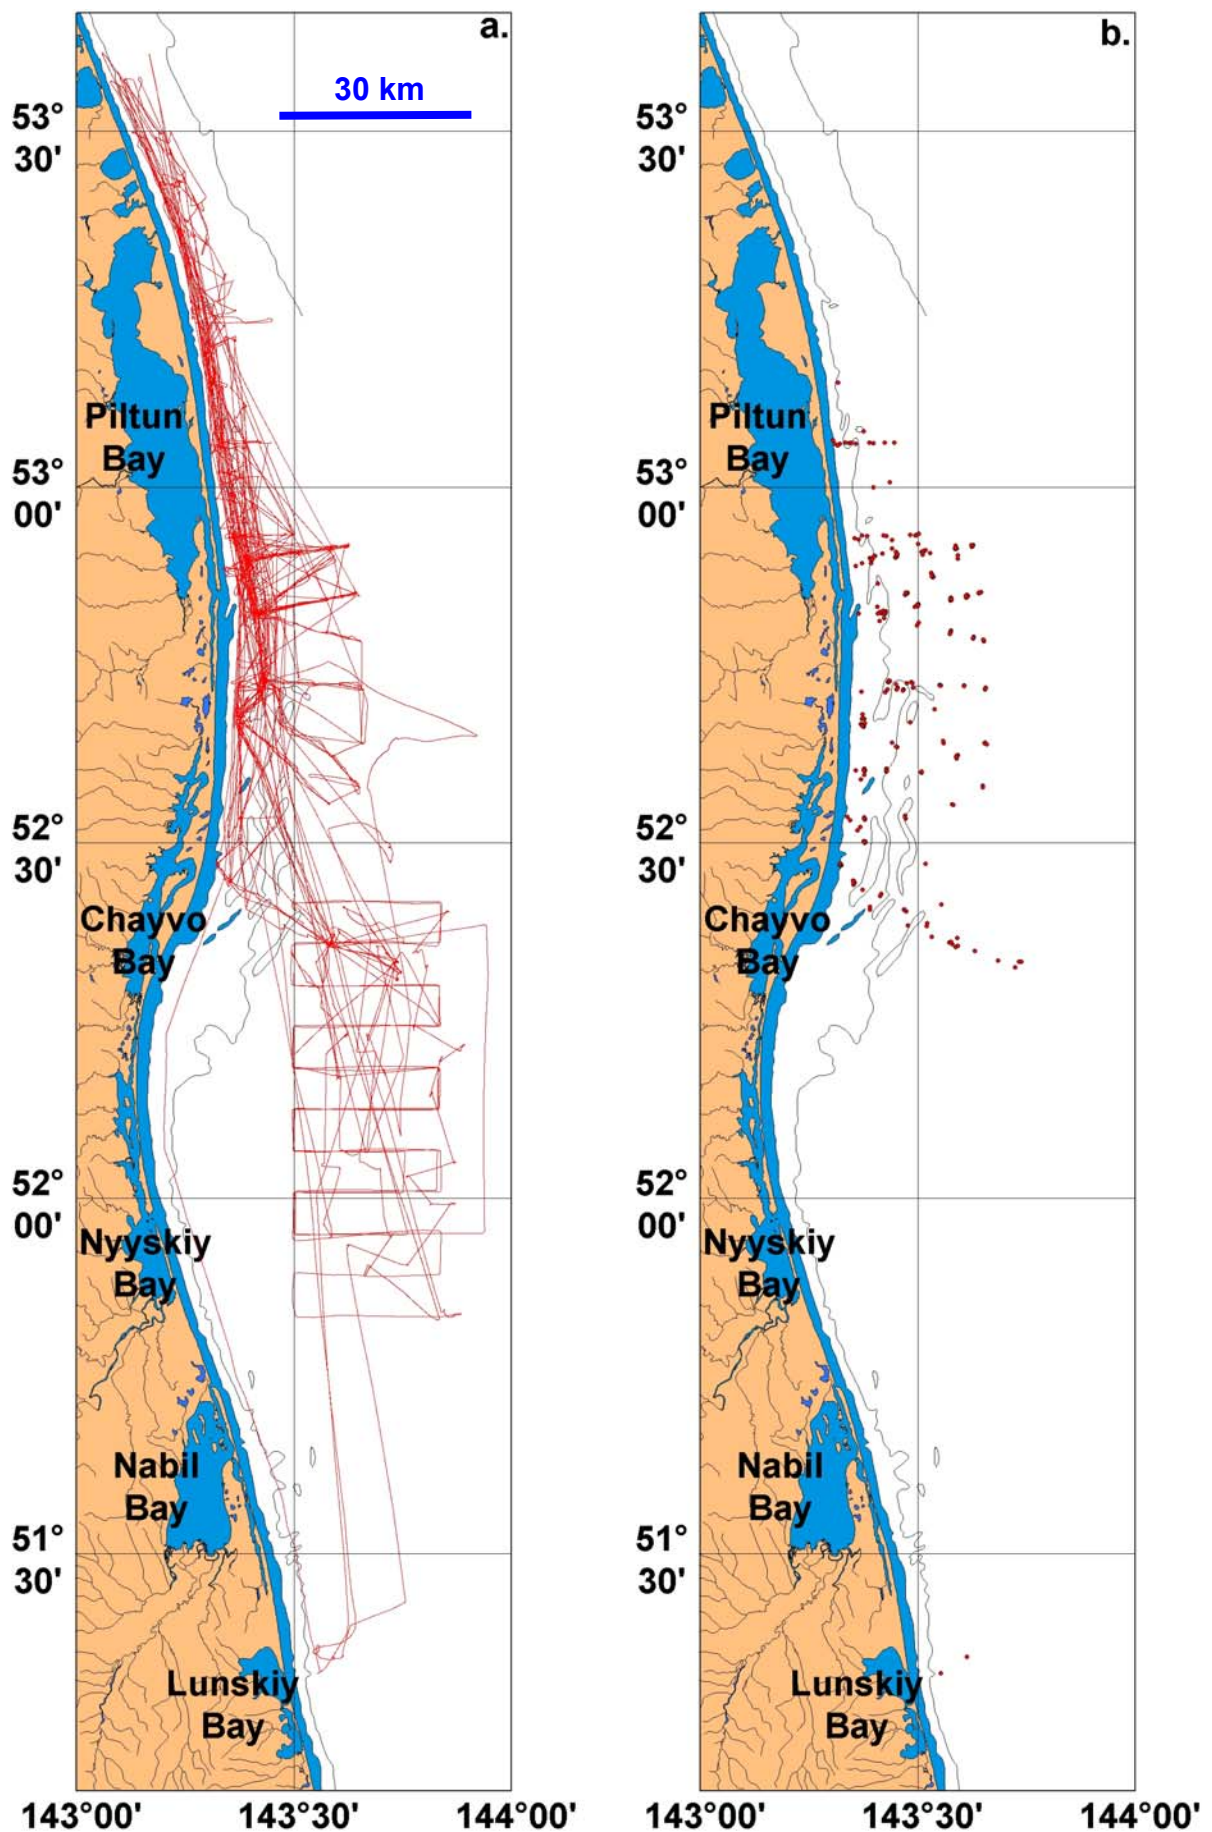 a.
30 km
53°
30'
Piltun
Bay
53°
00'
52°
30'
Chayvo
Bay
52°
00'
Nyyskiy
Bay
Nabil
Bay
51°
30'
Lunskiy
Bay
143°00'
143°30'
144°00'
b.
53°
30'
Piltun
Bay
53°
00'
52°
30'
Chayvo
Bay
52°
00'
Nyyskiy
Bay
Nabil
Bay
51°
30'
Lunskiy
Bay
143°00'
143°30'
144°00'